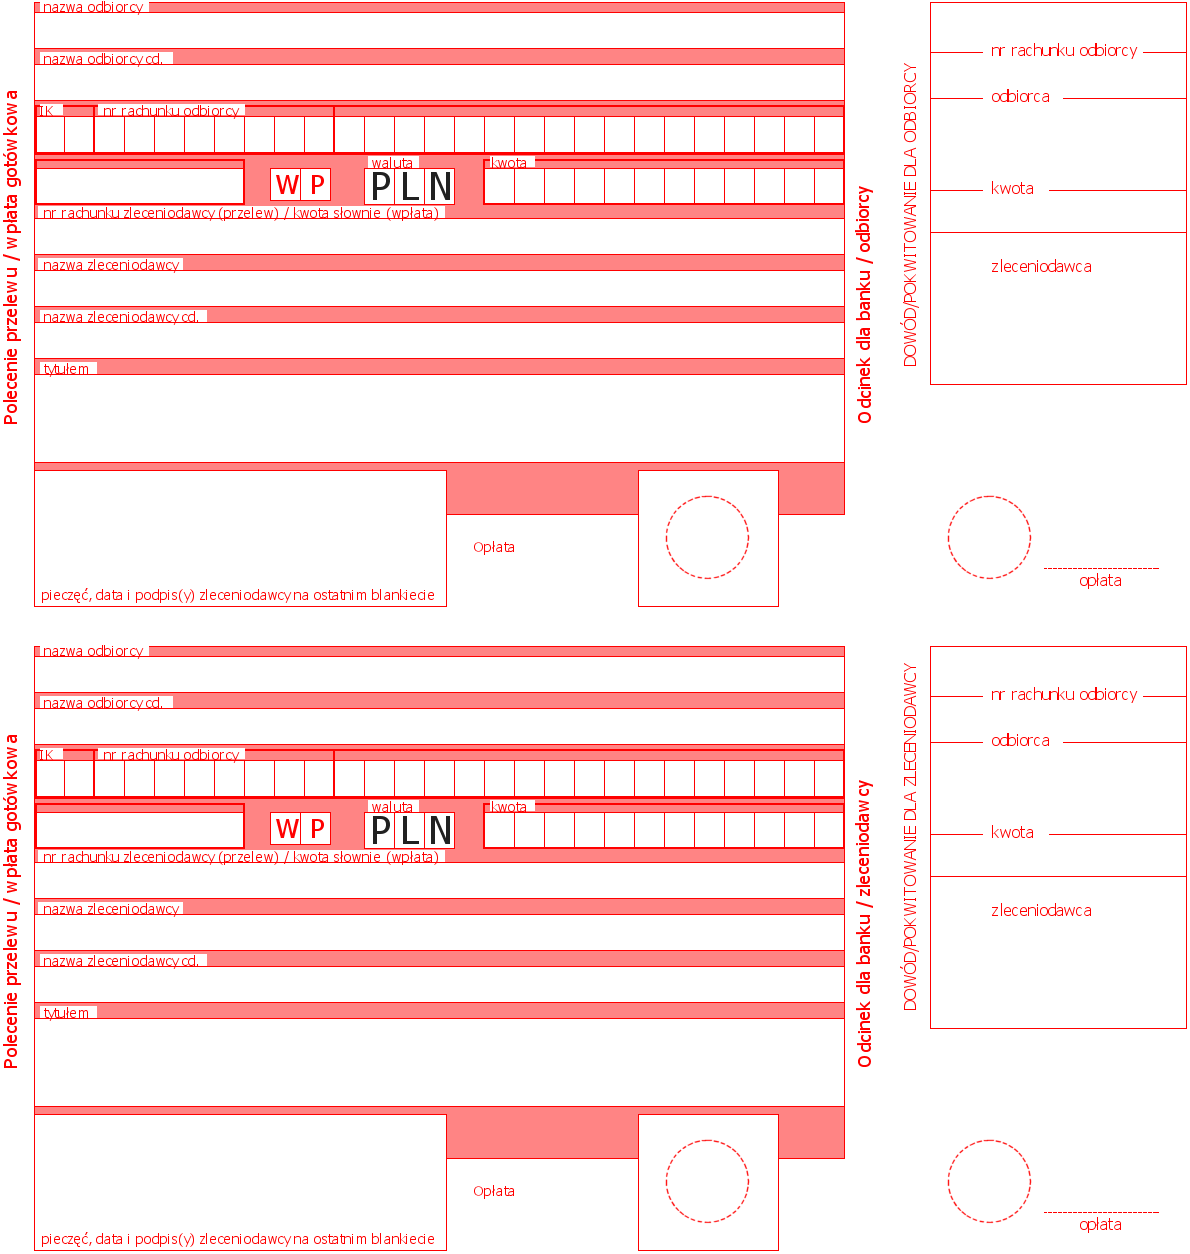 Polecenie przelewu / wpłata gotówkowa
nazwa odbiorcy
nazwa odbiorcy cd.
IK nr rachunku odbiorcy
waluta kwota
W P PLN
nr rachunku zleceniodawcy (przelew) / kwota słownie (wpłata)
nazwa zleceniodawcy
nazwa zleceniodawcy cd.
tytułem
Opłata
pieczęć, data i podpis(y) zleceniodawcy na ostatnim blankiecie
Odcinek dla banku / odbiorcy
DOWÓD/POKWITOWANIE DLA ODBIORCY
nr rachunku odbiorcy
odbiorca
kwota
zleceniodawca
opłata
Polecenie przelewu / wpłata gotówkowa
nazwa odbiorcy
nazwa odbiorcy cd.
IK nr rachunku odbiorcy
waluta kwota
W P PLN
nr rachunku zleceniodawcy (przelew) / kwota słownie (wpłata)
nazwa zleceniodawcy
nazwa zleceniodawcy cd.
tytułem
Opłata
pieczęć, data i podpis(y) zleceniodawcy na ostatnim blankiecie
Odcinek dla banku / zleceniodawcy
DOWÓD/POKWITOWANIE DLA ZLECENIODAWCY
nr rachunku odbiorcy
odbiorca
kwota
zleceniodawca
opłata